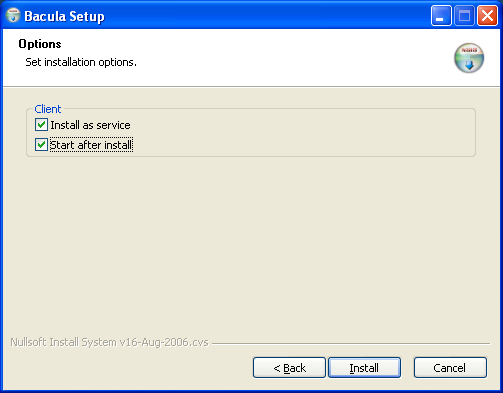 Bacula Setup
Options
Set installation options.
Client
Install as service
Start after install
Nullsoft Install System v16-Aug-2006.cvs
< Back
Install
Cancel